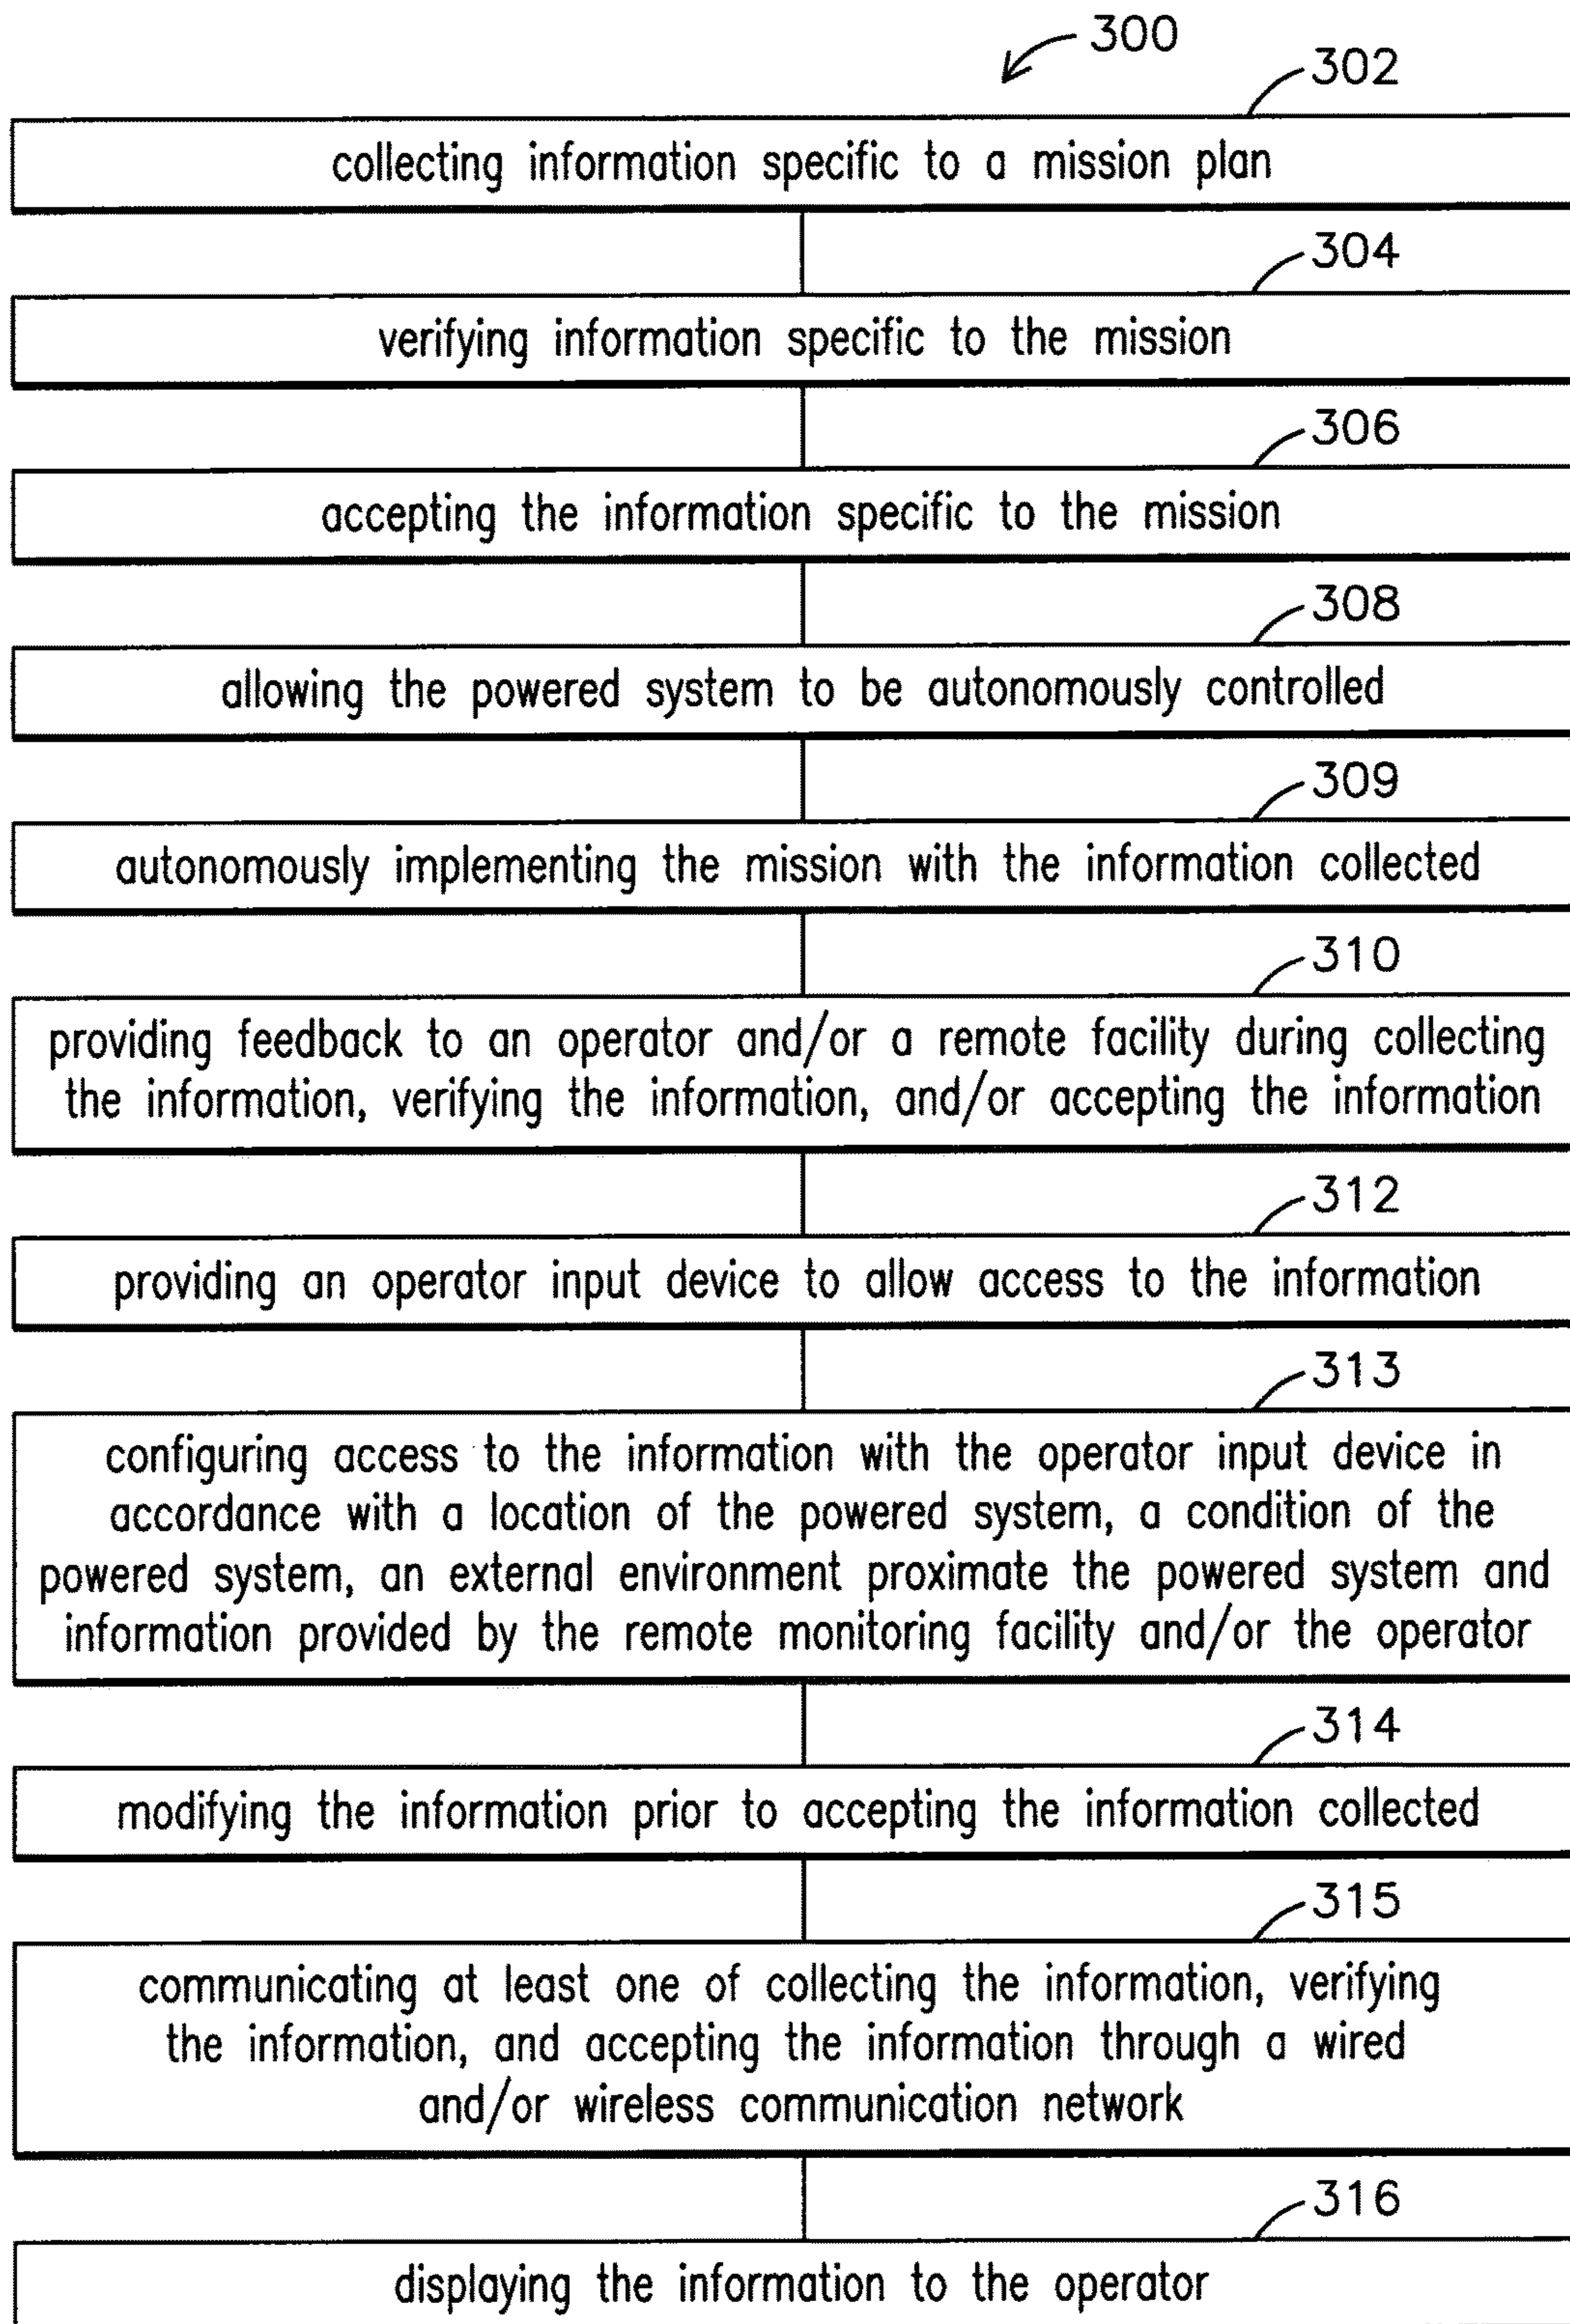 300
302
collecting information specific to a mission plan
304
verifying information specific to the mission
306
accepting the information specific to the mission
308
allowing the powered system to be autonomously controlled
309
autonomously implementing the mission with the information collected
310
providing feedback to an operator and/or a remote facility during collecting
the information, verifying the information, and/or accepting the information
312
providing an operator input device to allow access to the information
313
configuring access to the information with the operator input device in
accordance with a location of the powered system, a condition of the
powered system, an external environment proximate the powered system and
information provided by the remote monitoring facility and/or the operator
314
modifying the information prior to accepting the information collected
315
communicating at least one of collecting the information, verifying
the information, and accepting the information through a wired
and/or wireless communication network
316
displaying the information to the operator